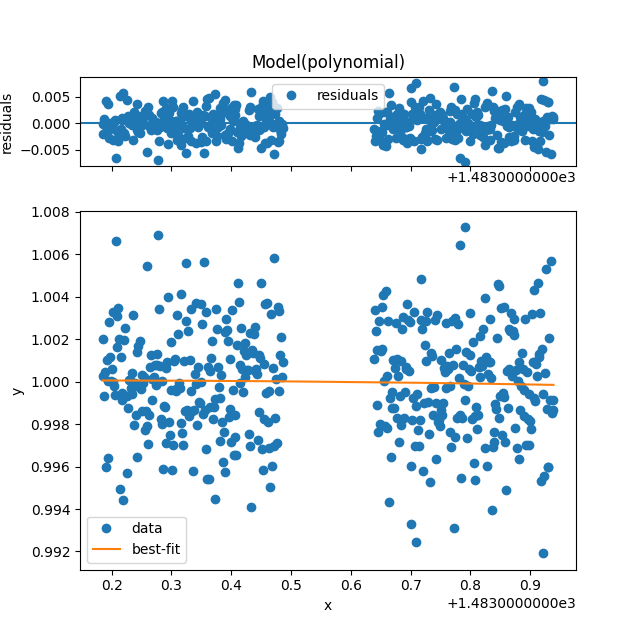 Model(polynomial)
residuals
0.005
0.000
−0.005
residuals
+1.4830000000e3
1.008
1.006
1.004
1.002
1.000
0.998
0.996
0.994
0.992
y
data
best-fit
0.2 0.3 0.4 0.5 0.6 0.7 0.8 0.9
x
+1.4830000000e3